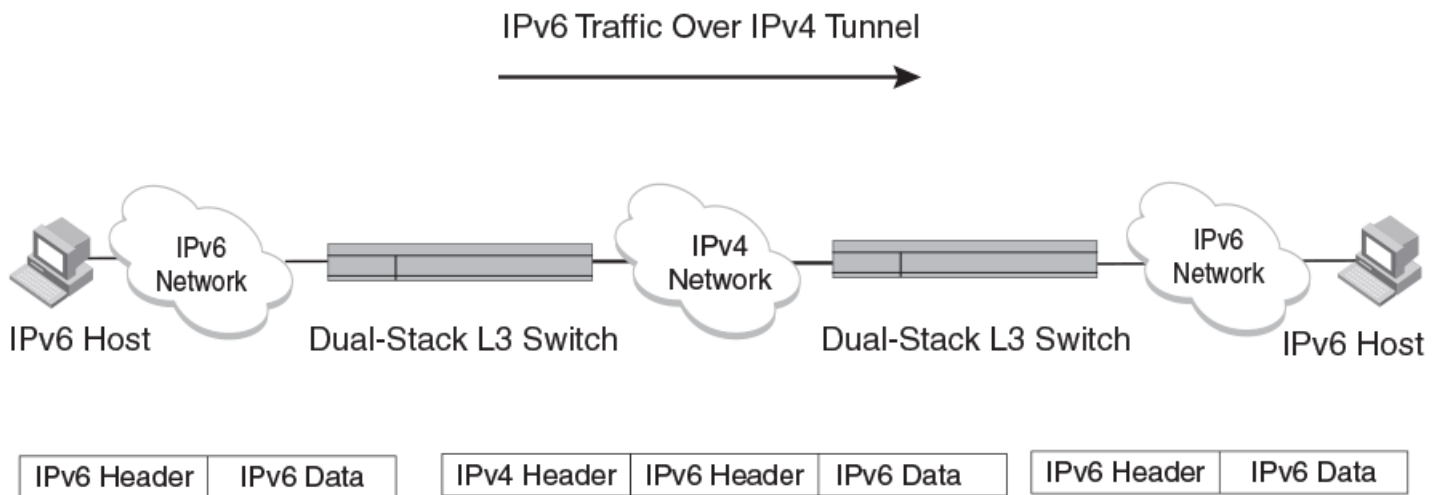 IPv6 Traffic Over IPv4 Tunnel
IPv6
Network
IPv4
Network
IPv6
Network
IPv6 Host
Dual-Stack L3 Switch
Dual-Stack L3 Switch
IPv6 Host
IPv6 Header IPv6 Data
IPv4 Header IPv6 Header IPv6 Data
IPv6 Header IPv6 Data